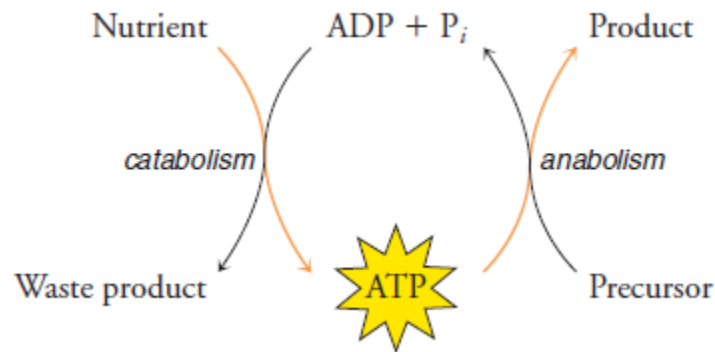 Nutrient
ADP + Pi
Product
catabolism
anabolism
Waste product
ATP
Precursor